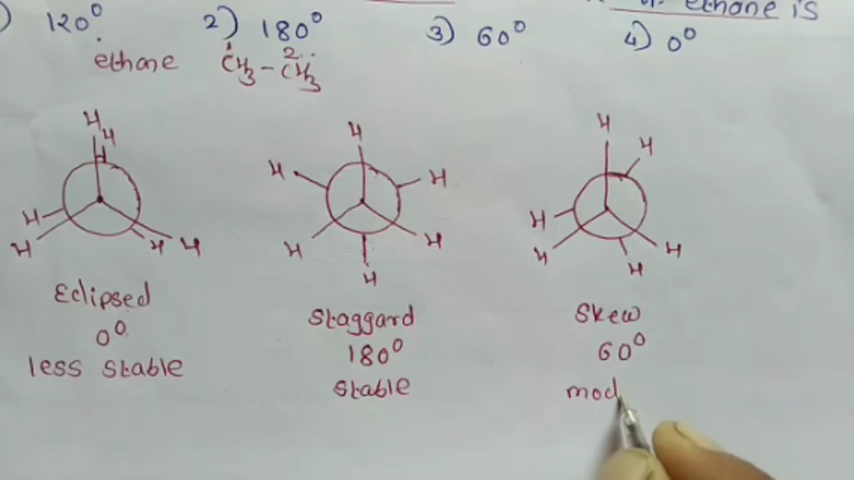 of ethane is
) 120° 2) 180° 3) 60° 4) 0°
ethane
1 2
CH3 - CH3
H
H
H
H
H
H
H
Eclipsed
0°
less stable
H
H
H
H
H
H
Staggard
180°
stable
H
H
H
H
H
H
Skew
60°
mod